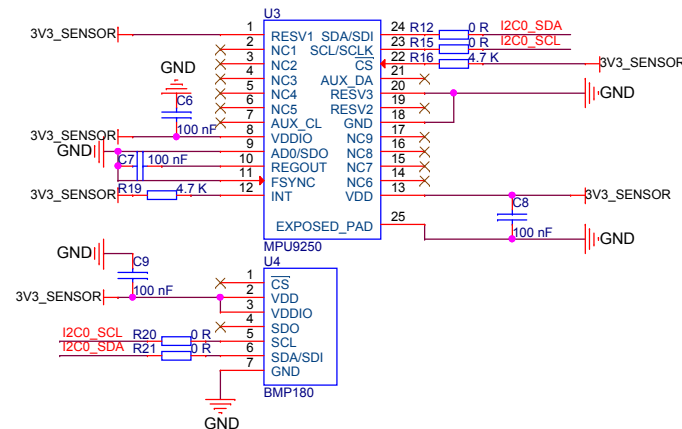 U3
3V3_SENSOR 1 RESV1 SDA/SDI 24 R12 0 R I2C0_SDA
2 NC1 SCL/SCLK 23 R15 0 R I2C0_SCL
3 NC2 CS 22 R16 4.7 K 3V3_SENSOR
4 NC3 AUX_DA 21
GND 5 NC4 RESV3 20 GND
C6 6 NC5 RESV2 19
100 nF 7 AUX_CL GND 18
3V3_SENSOR 8 VDDIO NC9 17
GND 9 AD0/SDO NC8 16
C7 100 nF 10 REGOUT NC7 15
11 FSYNC NC6 14
3V3_SENSOR R19 4.7 K 12 INT VDD 13 3V3_SENSOR
C8
EXPOSED_PAD 25 100 nF GND
MPU9250
GND U4
C9 1 CS
3V3_SENSOR 100 nF 2 VDD
3 VDDIO
4 SDO
I2C0_SCL R20 0 R 5 SCL
I2C0_SDA R21 0 R 6 SDA/SDI
7 GND
BMP180
GND